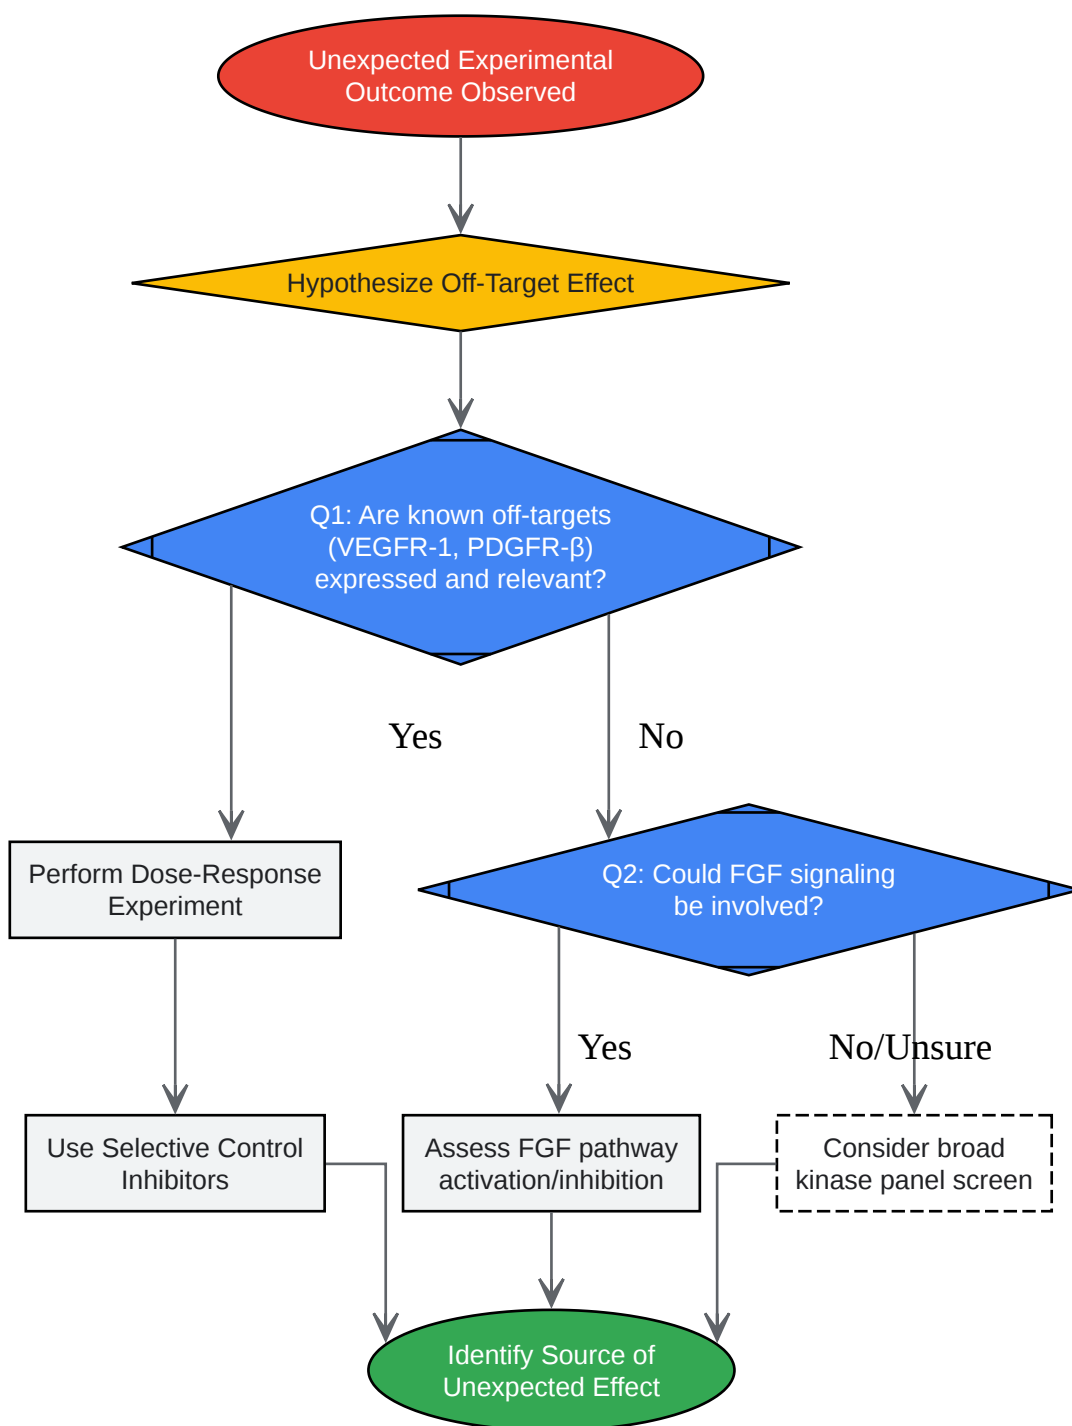 Unexpected Experimental
Outcome Observed
Hypothesize Off-Target Effect
Q1: Are known off-targets
(VEGFR-1, PDGFR-β)
expressed and relevant?
Yes
No
Perform Dose-Response
Experiment
Q2: Could FGF signaling
be involved?
Yes
No/Unsure
Use Selective Control
Inhibitors
Assess FGF pathway
activation/inhibition
Consider broad
kinase panel screen
Identify Source of
Unexpected Effect